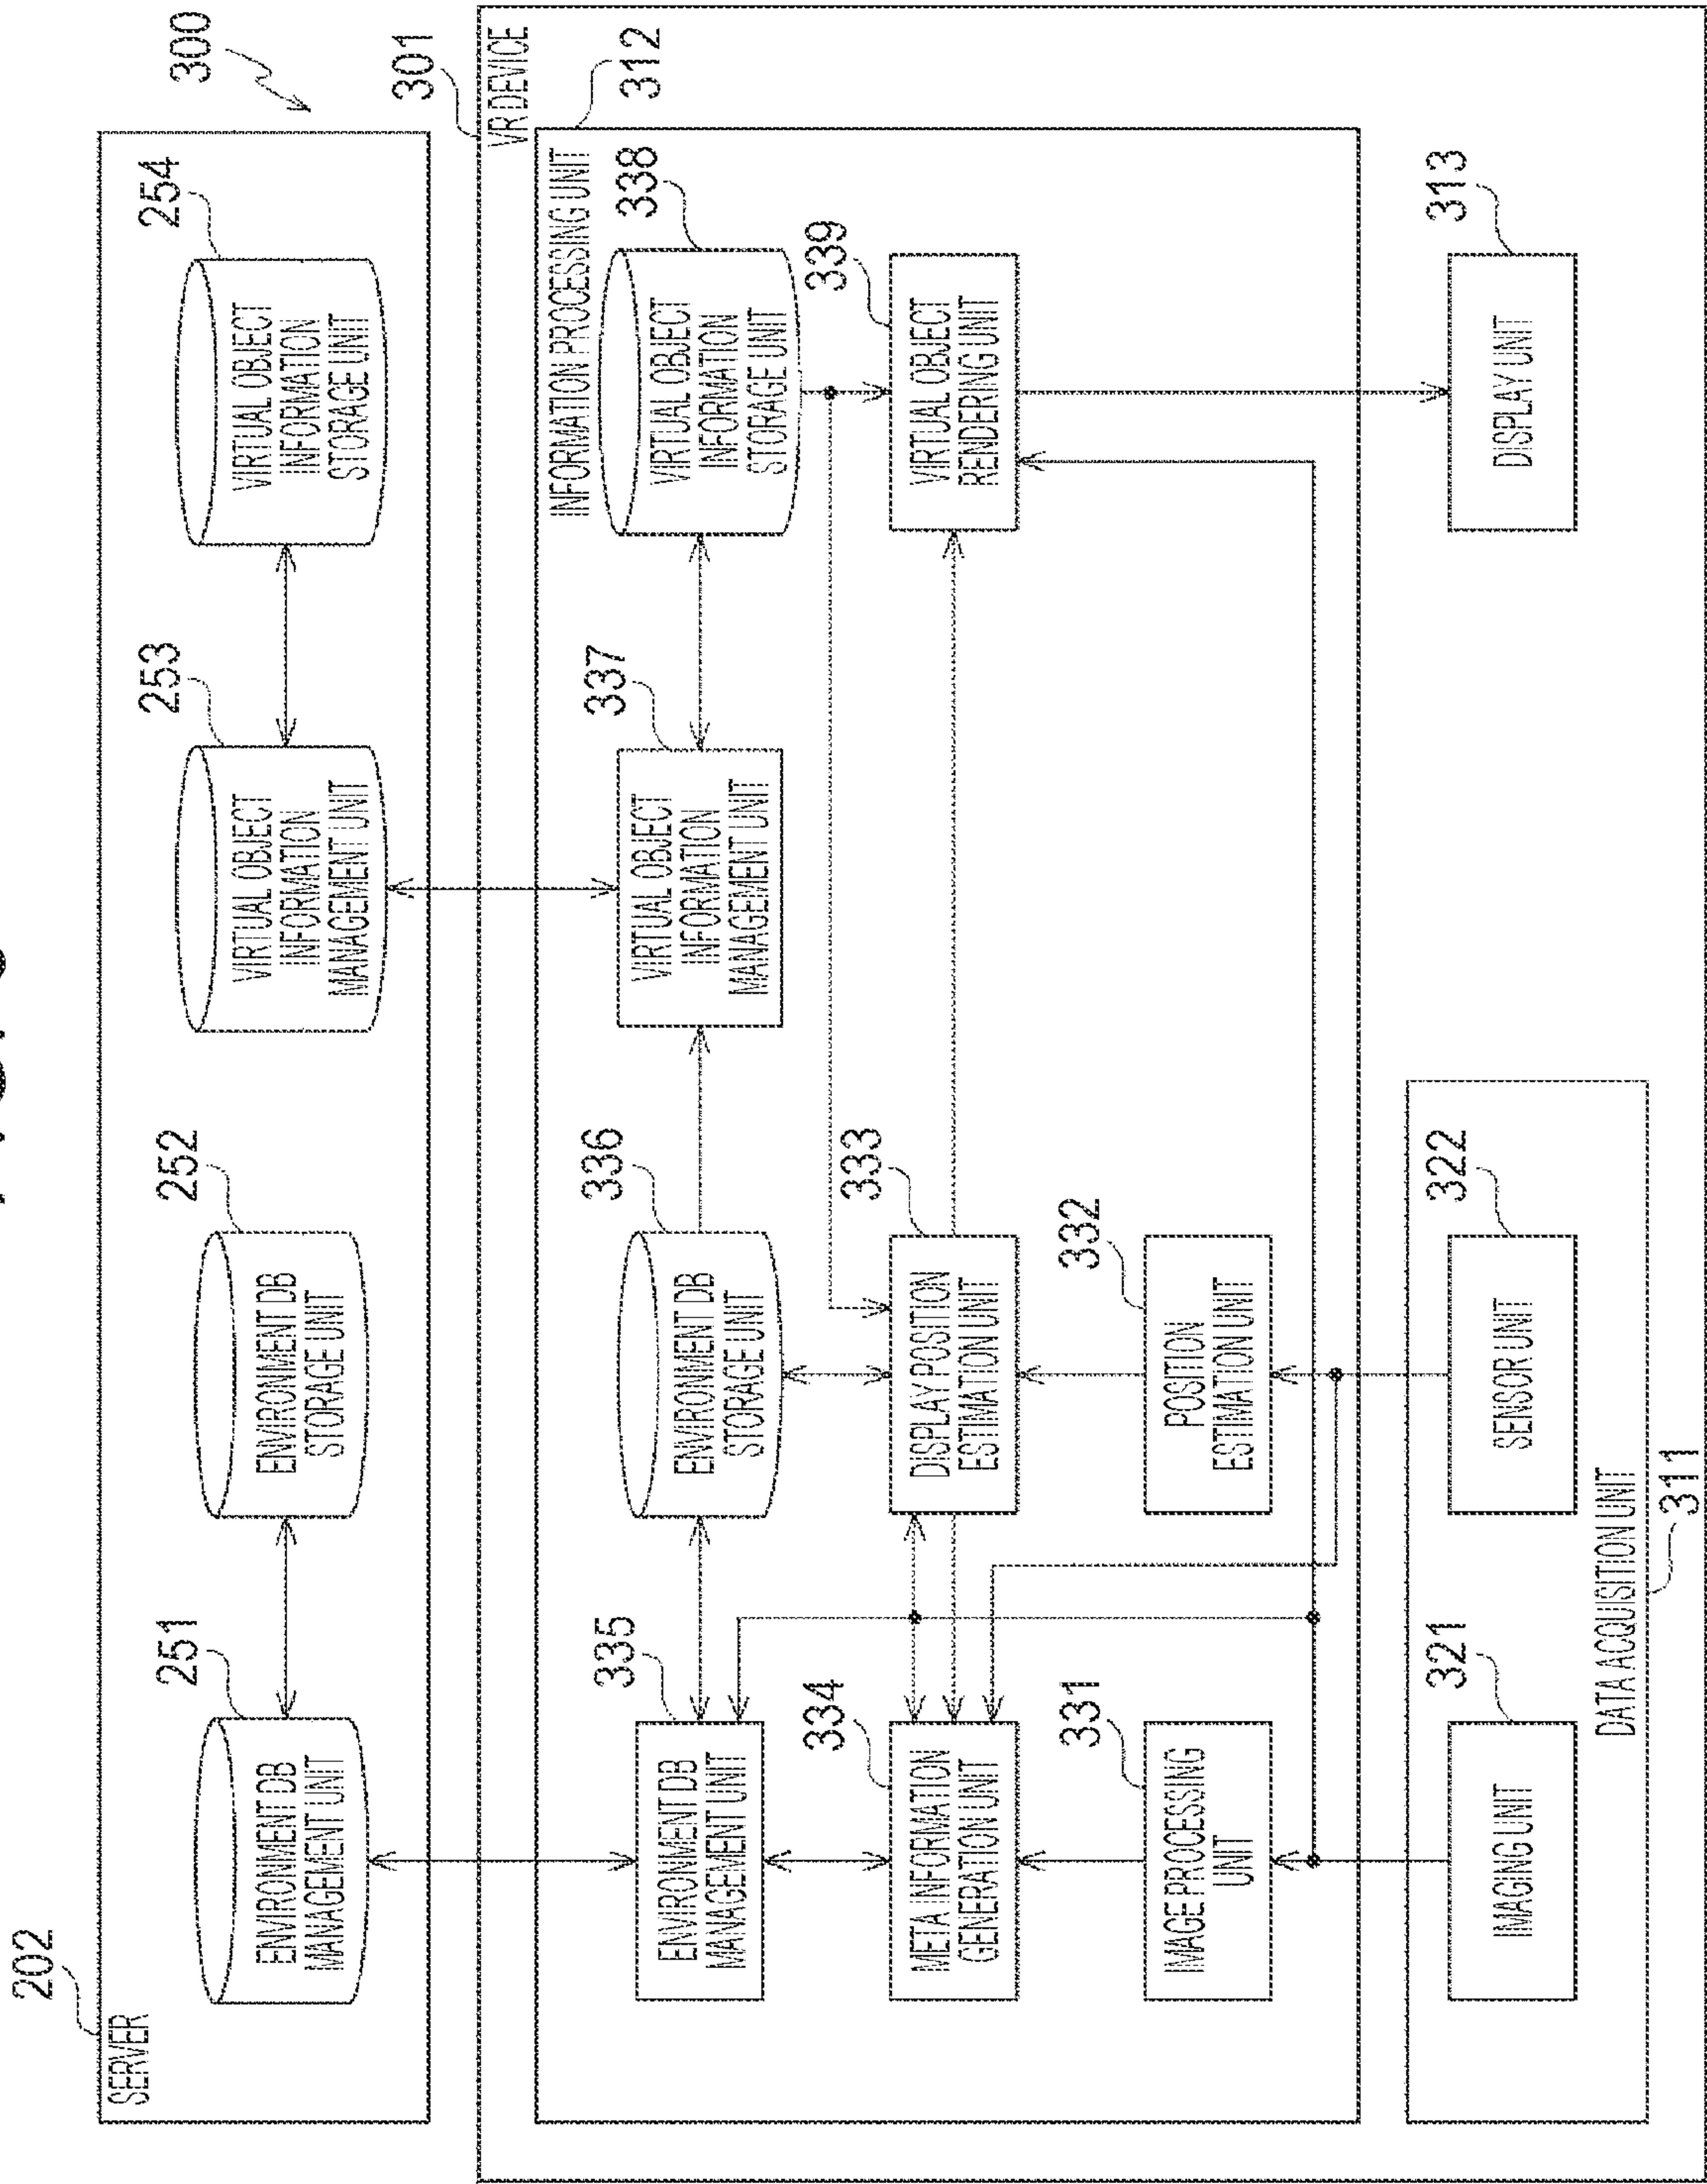 202
SERVER
251
252
253
254
300
ENVIRONMENT DB
MANAGEMENT UNIT
ENVIRONMENT DB
STORAGE UNIT
VIRTUAL OBJECT
INFORMATION
MANAGEMENT UNIT
VIRTUAL OBJECT
INFORMATION
STORAGE UNIT
301
VR DEVICE
312
INFORMATION PROCESSING UNIT
335
336
337
338
ENVIRONMENT DB
MANAGEMENT UNIT
ENVIRONMENT DB
STORAGE UNIT
VIRTUAL OBJECT
INFORMATION
MANAGEMENT UNIT
VIRTUAL OBJECT
INFORMATION
STORAGE UNIT
334
333
339
META INFORMATION
GENERATION UNIT
DISPLAY POSITION
ESTIMATION UNIT
VIRTUAL OBJECT
RENDERING UNIT
331
332
IMAGE PROCESSING
UNIT
POSITION
ESTIMATION UNIT
321
322
313
IMAGING UNIT
SENSOR UNIT
DISPLAY UNIT
DATA ACQUISITION UNIT
311